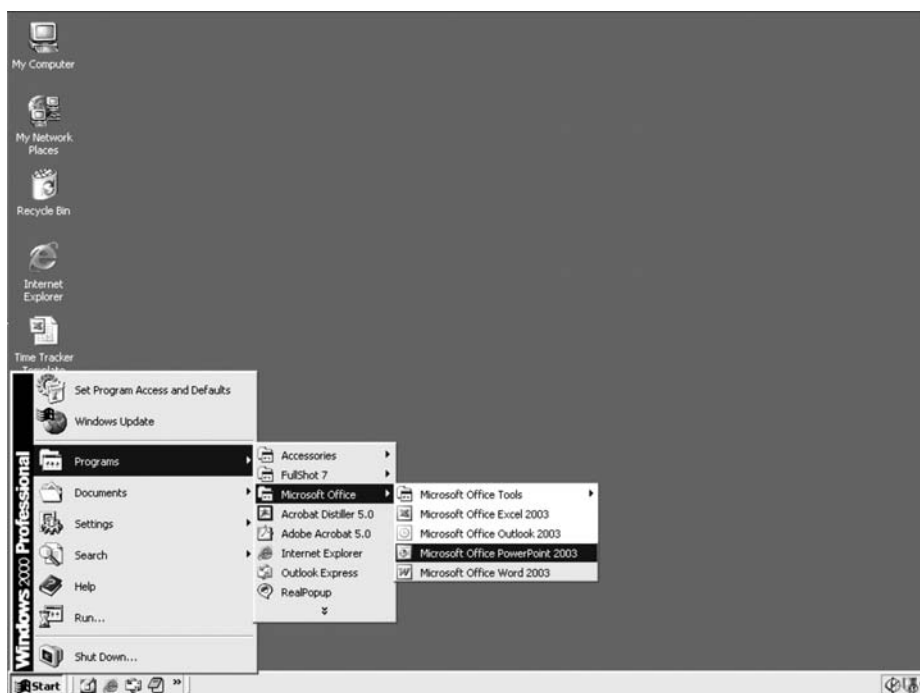 My Computer
My Network
Places
Recycle Bin
Internet
Explorer
Time Tracker
Template
Set Program Access and Defaults
Windows Update
Programs
Documents
Settings
Search
Help
Run...
Shut Down...
Windows 2000 Professional
Accessories
FullShot 7
Microsoft Office
Acrobat Distiller 5.0
Adobe Acrobat 5.0
Internet Explorer
Outlook Express
RealPopup
Microsoft Office Tools
Microsoft Office Excel 2003
Microsoft Office Outlook 2003
Microsoft Office PowerPoint 2003
Microsoft Office Word 2003
Start